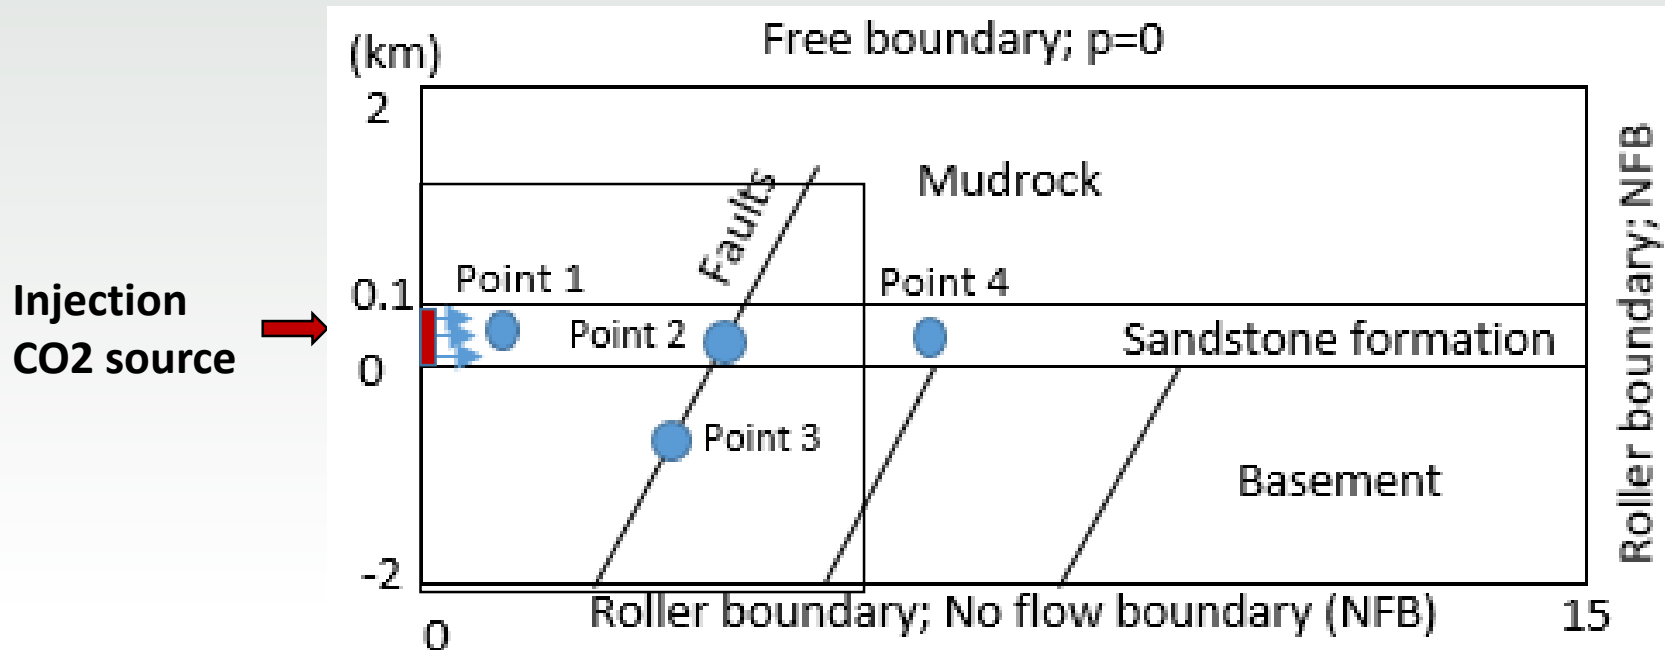 Free boundary; p=0
(km)
2
Mudrock
Faults
Point 1
Point 4
0.1
Injection
CO2 source
Point 2
Sandstone formation
0
Point 3
Basement
-2
Roller boundary; No flow boundary (NFB)
15
0
Roller boundary; NFB